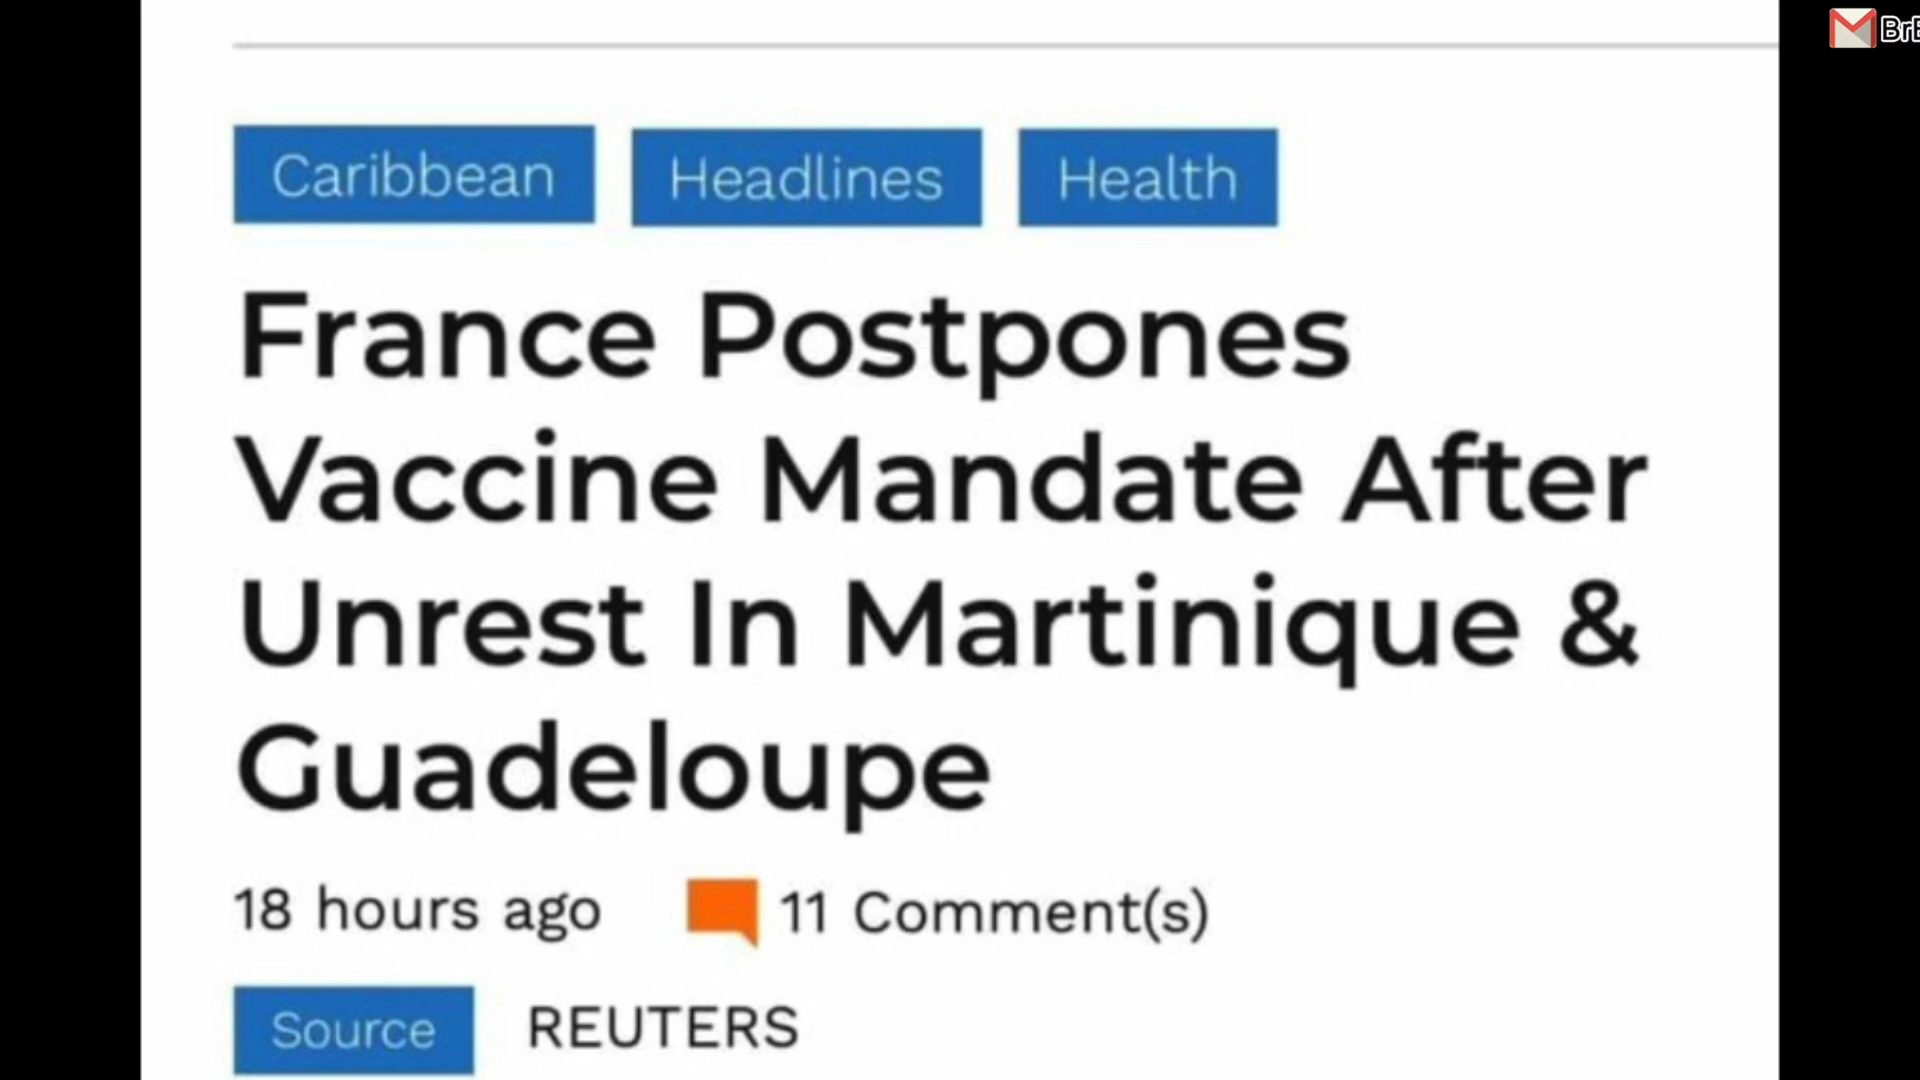 Caribbean Headlines Health
France Postpones
Vaccine Mandate After
Unrest In Martinique &
Guadeloupe
18 hours ago 11 Comment(s)
Source REUTERS